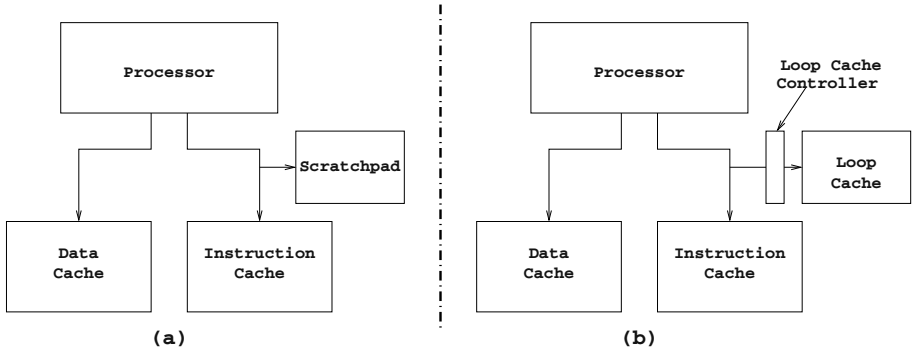 Processor
Scratchpad
Data
Cache
Instruction
Cache
(a)
Processor
Loop Cache
Controller
Loop
Cache
Data
Cache
Instruction
Cache
(b)